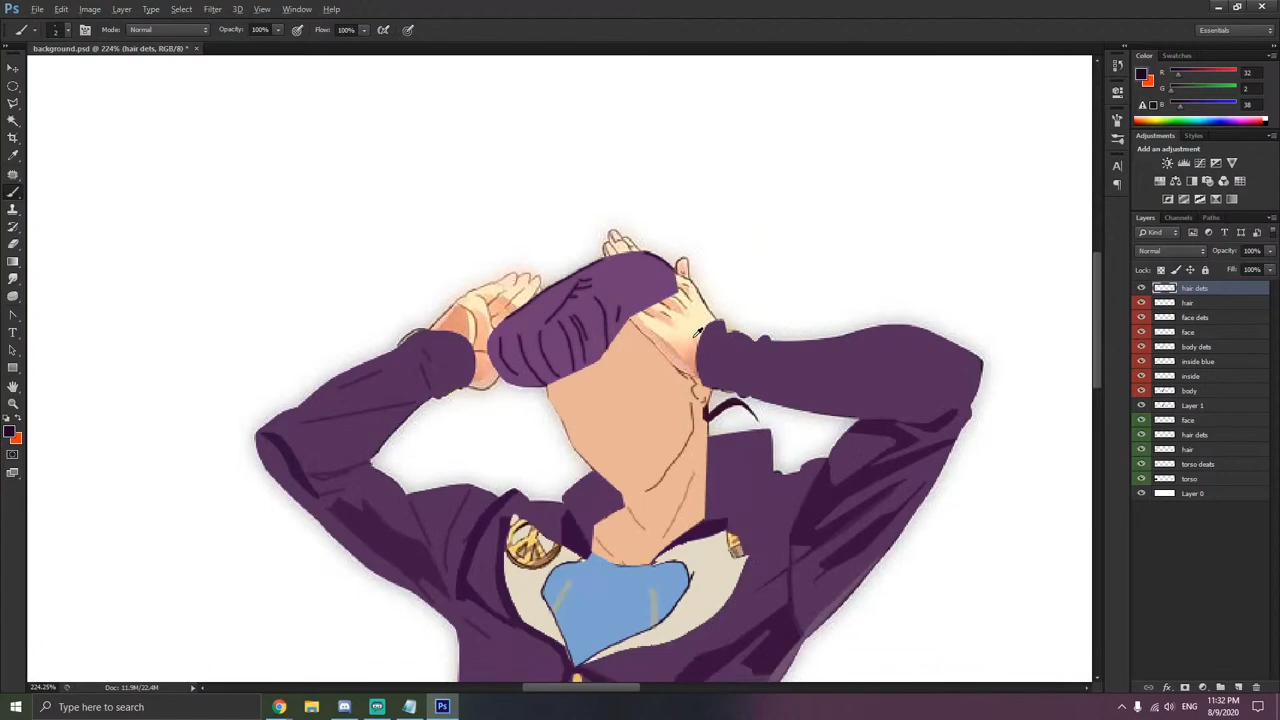 Ps File Edit Image Layer Type Select Filter 3D View Window Help
2 Mode: Normal Opacity: 100% Flow: 100% Essentials
background.psd @ 224% (hair dets, RGB/8) * ×
Color Swatches
R 32
G 2
B 38
Adjustments Styles
Add an adjustment
Layers Channels Paths
Kind
Normal Opacity: 100%
Lock: Fill: 100%
hair dets
hair
face dets
face
body dets
inside blue
inside
body
Layer 1
face
hair dets
hair
torso deats
torso
Layer 0
224.25% Doc: 11.9M/22.4M
Type here to search
Ps
11:32 PM
8/9/2020